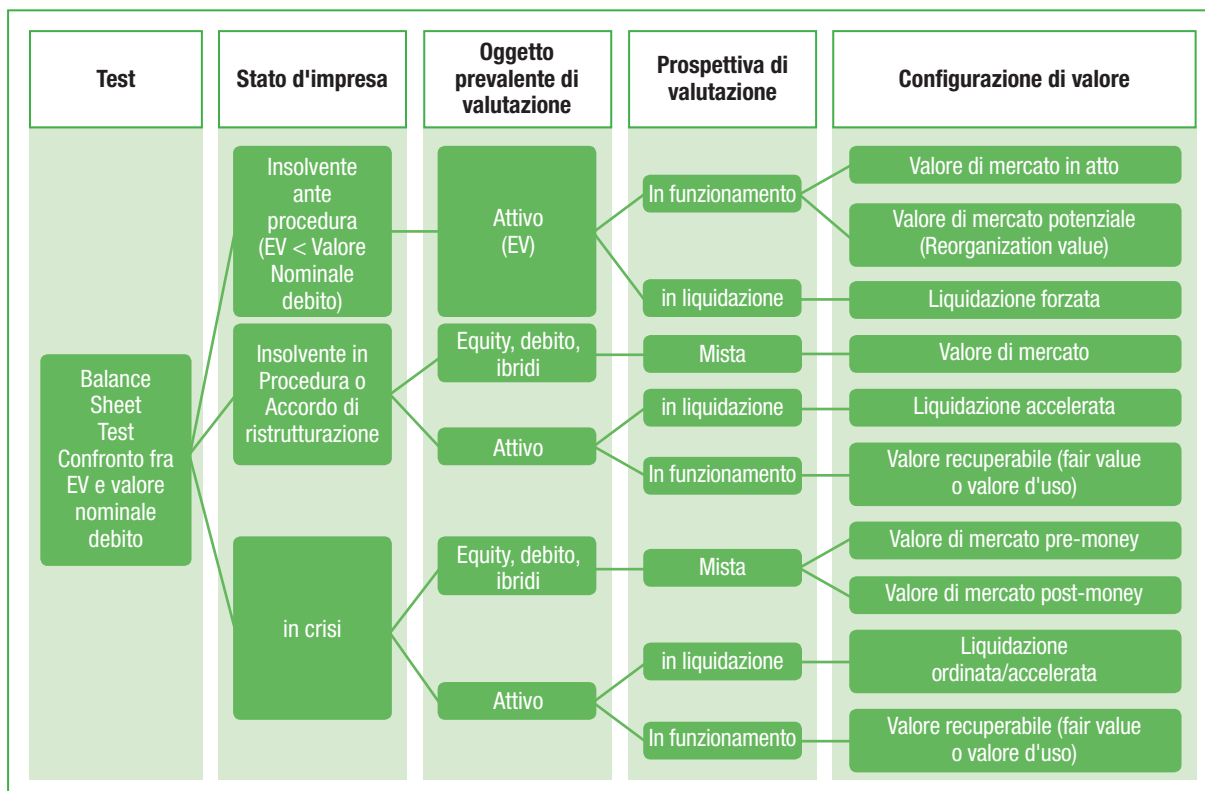 Test
Stato d'impresa
Oggetto
prevalente di
valutazione
Prospettiva di
valutazione
Configurazione di valore
Balance
Sheet
Test
Confronto fra
EV e valore
nominale
debito
Insolvente
ante
procedura
(EV < Valore
Nominale
debito)
Attivo
(EV)
In funzionamento
Valore di mercato in atto
Valore di mercato potenziale
(Reorganization value)
in liquidazione
Liquidazione forzata
Insolvente in
Procedura o
Accordo di
ristrutturazione
Equity, debito,
ibridi
Mista
Valore di mercato
Attivo
in liquidazione
Liquidazione accelerata
In funzionamento
Valore recuperabile (fair value
o valore d'uso)
in crisi
Equity, debito,
ibridi
Mista
Valore di mercato pre-money
Valore di mercato post-money
Attivo
in liquidazione
Liquidazione
ordinata/accelerata
In funzionamento
Valore recuperabile (fair value
o valore d'uso)